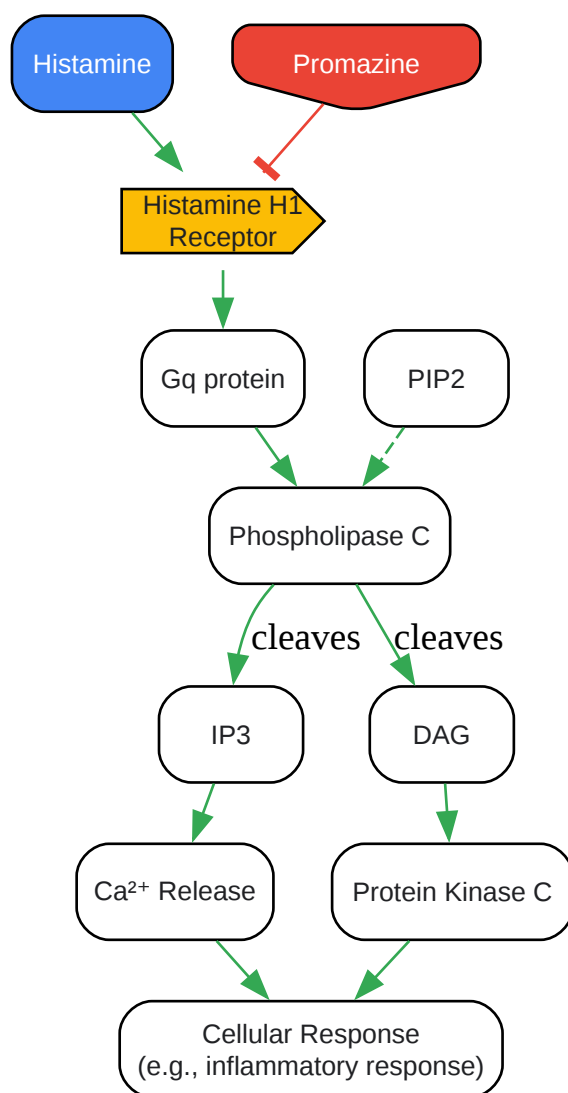 Histamine
Promazine
Histamine H1
Receptor
Gq protein
PIP2
Phospholipase C
cleaves
cleaves
IP3
DAG
Ca²⁺ Release
Protein Kinase C
Cellular Response
(e.g., inflammatory response)